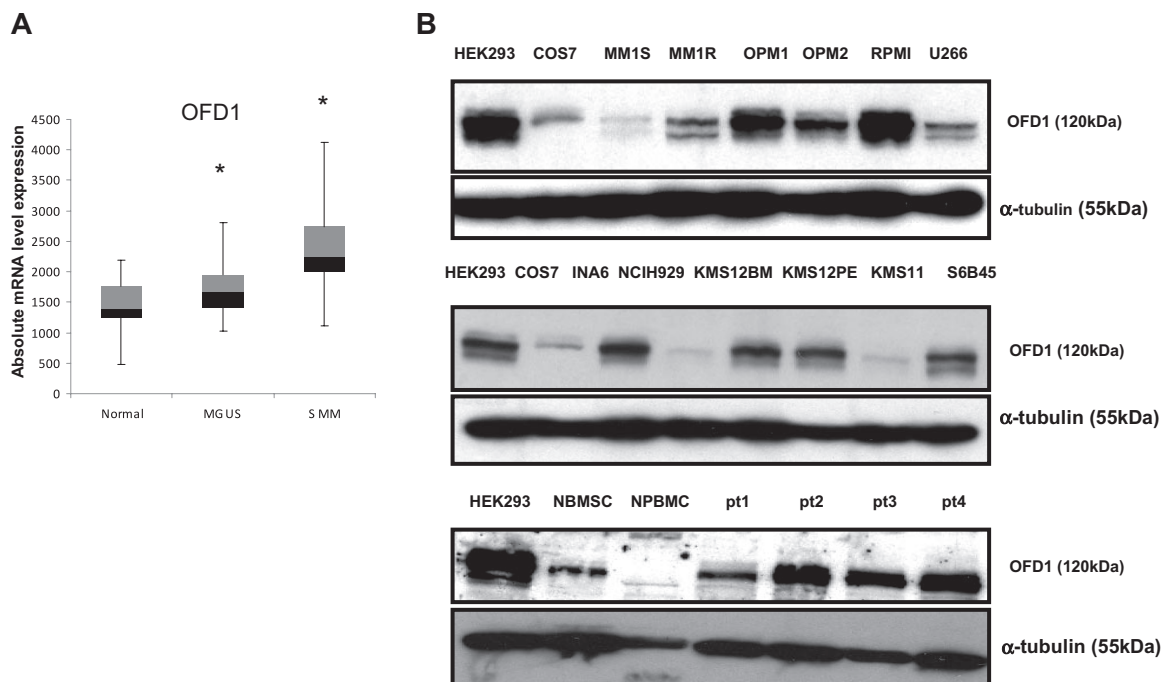 A
OFD1
*
*
Absolute mRNA level expression
4500
4000
3500
3000
2500
2000
1500
1000
500
0
Normal MGUS SMM
B
HEK293 COS7 MM1S MM1R OPM1 OPM2 RPMI U266
OFD1 (120kDa)
α-tubulin (55kDa)
HEK293 COS7 INA6 NCIH929 KMS12BM KMS12PE KMS11 S6B45
OFD1 (120kDa)
α-tubulin (55kDa)
HEK293 NBMSC NPBMC pt1 pt2 pt3 pt4
OFD1 (120kDa)
α-tubulin (55kDa)